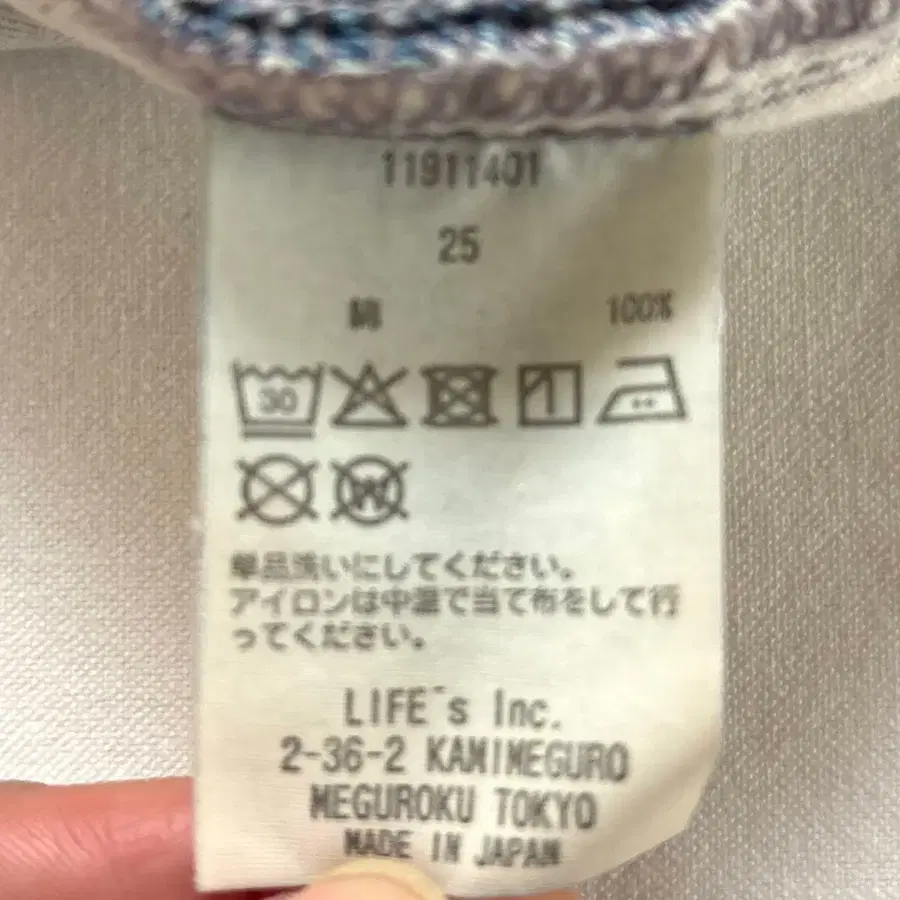 11911401
25
綿 100%
30
W
単品洗いにしてください。
アイロンは中温で当て布をして行
ってください。
LIFE's Inc.
2-36-2 KAMIMEGURO
MEGUROKU TOKYO
MADE IN JAPAN